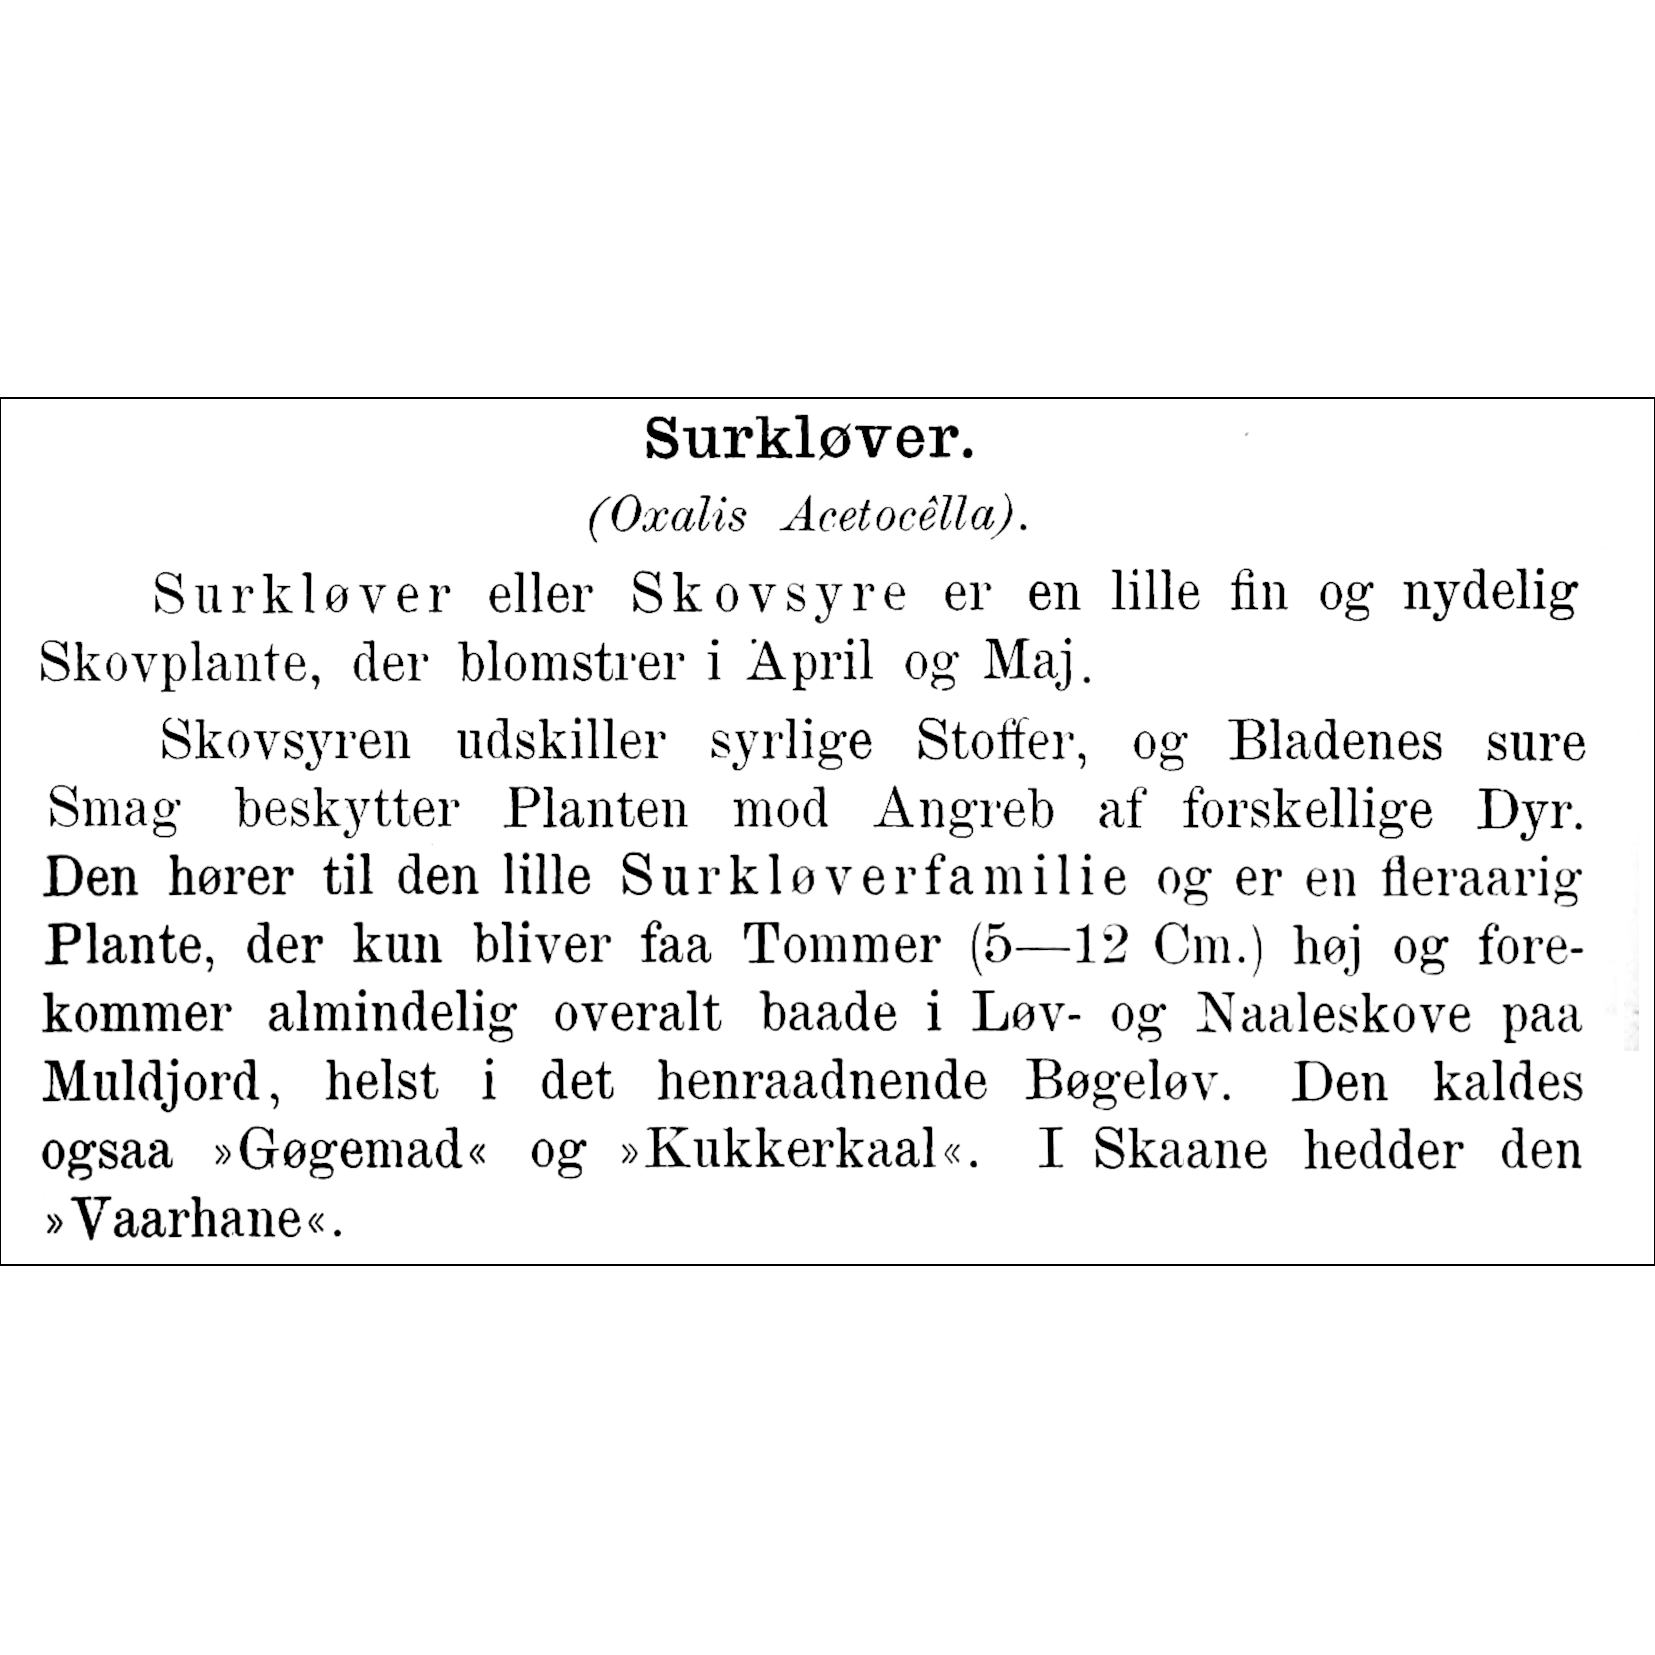 Surkløver.
(Oxalis Acetocêlla).
Surkløver eller Skovsyre er en lille fin og nydelig
Skovplante, der blomstrer i April og Maj.
Skovsyren udskiller syrlige Stoffer, og Bladenes sure
Smag beskytter Planten mod Angreb af forskellige Dyr.
Den hører til den lille Surkløverfamilie og er en fleraarig
Plante, der kun bliver faa Tommer (5—12 Cm.) høj og fore-
kommer almindelig overalt baade i Løv- og Naaleskove paa
Muldjord, helst i det henraadnende Bøgeløv. Den kaldes
ogsaa »Gøgemad« og »Kukkerkaal«. I Skaane hedder den
»Vaarhane«.